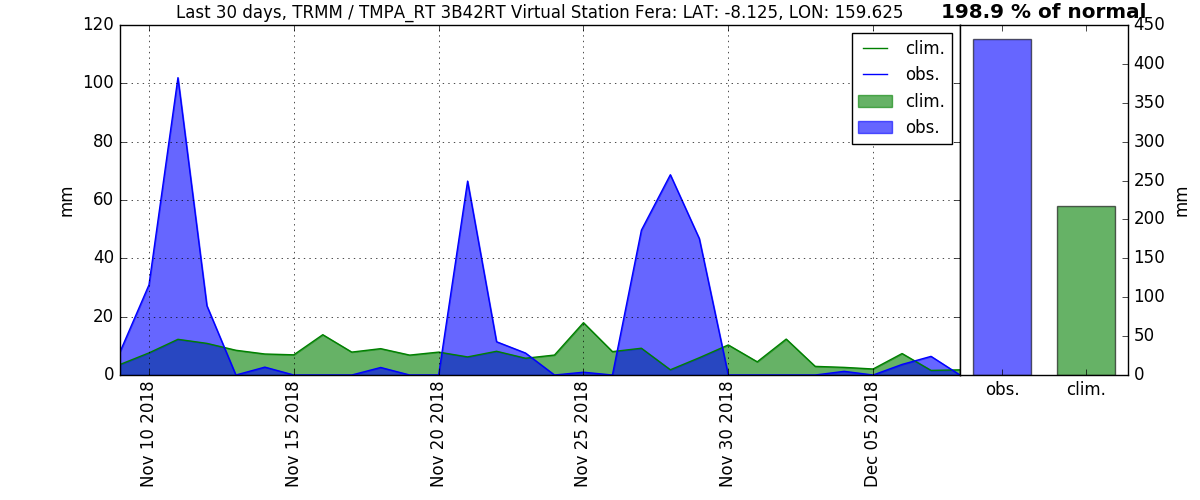 Last 30 days, TRMM / TMPA_RT 3B42RT Virtual Station Fera: LAT: -8.125, LON: 159.625
198.9 % of normal
120
100
80
60
40
20
0
mm
clim.
obs.
clim.
obs.
450
400
350
300
250
200
150
100
50
0
mm
obs.
clim.
Nov 10 2018
Nov 15 2018
Nov 20 2018
Nov 25 2018
Nov 30 2018
Dec 05 2018